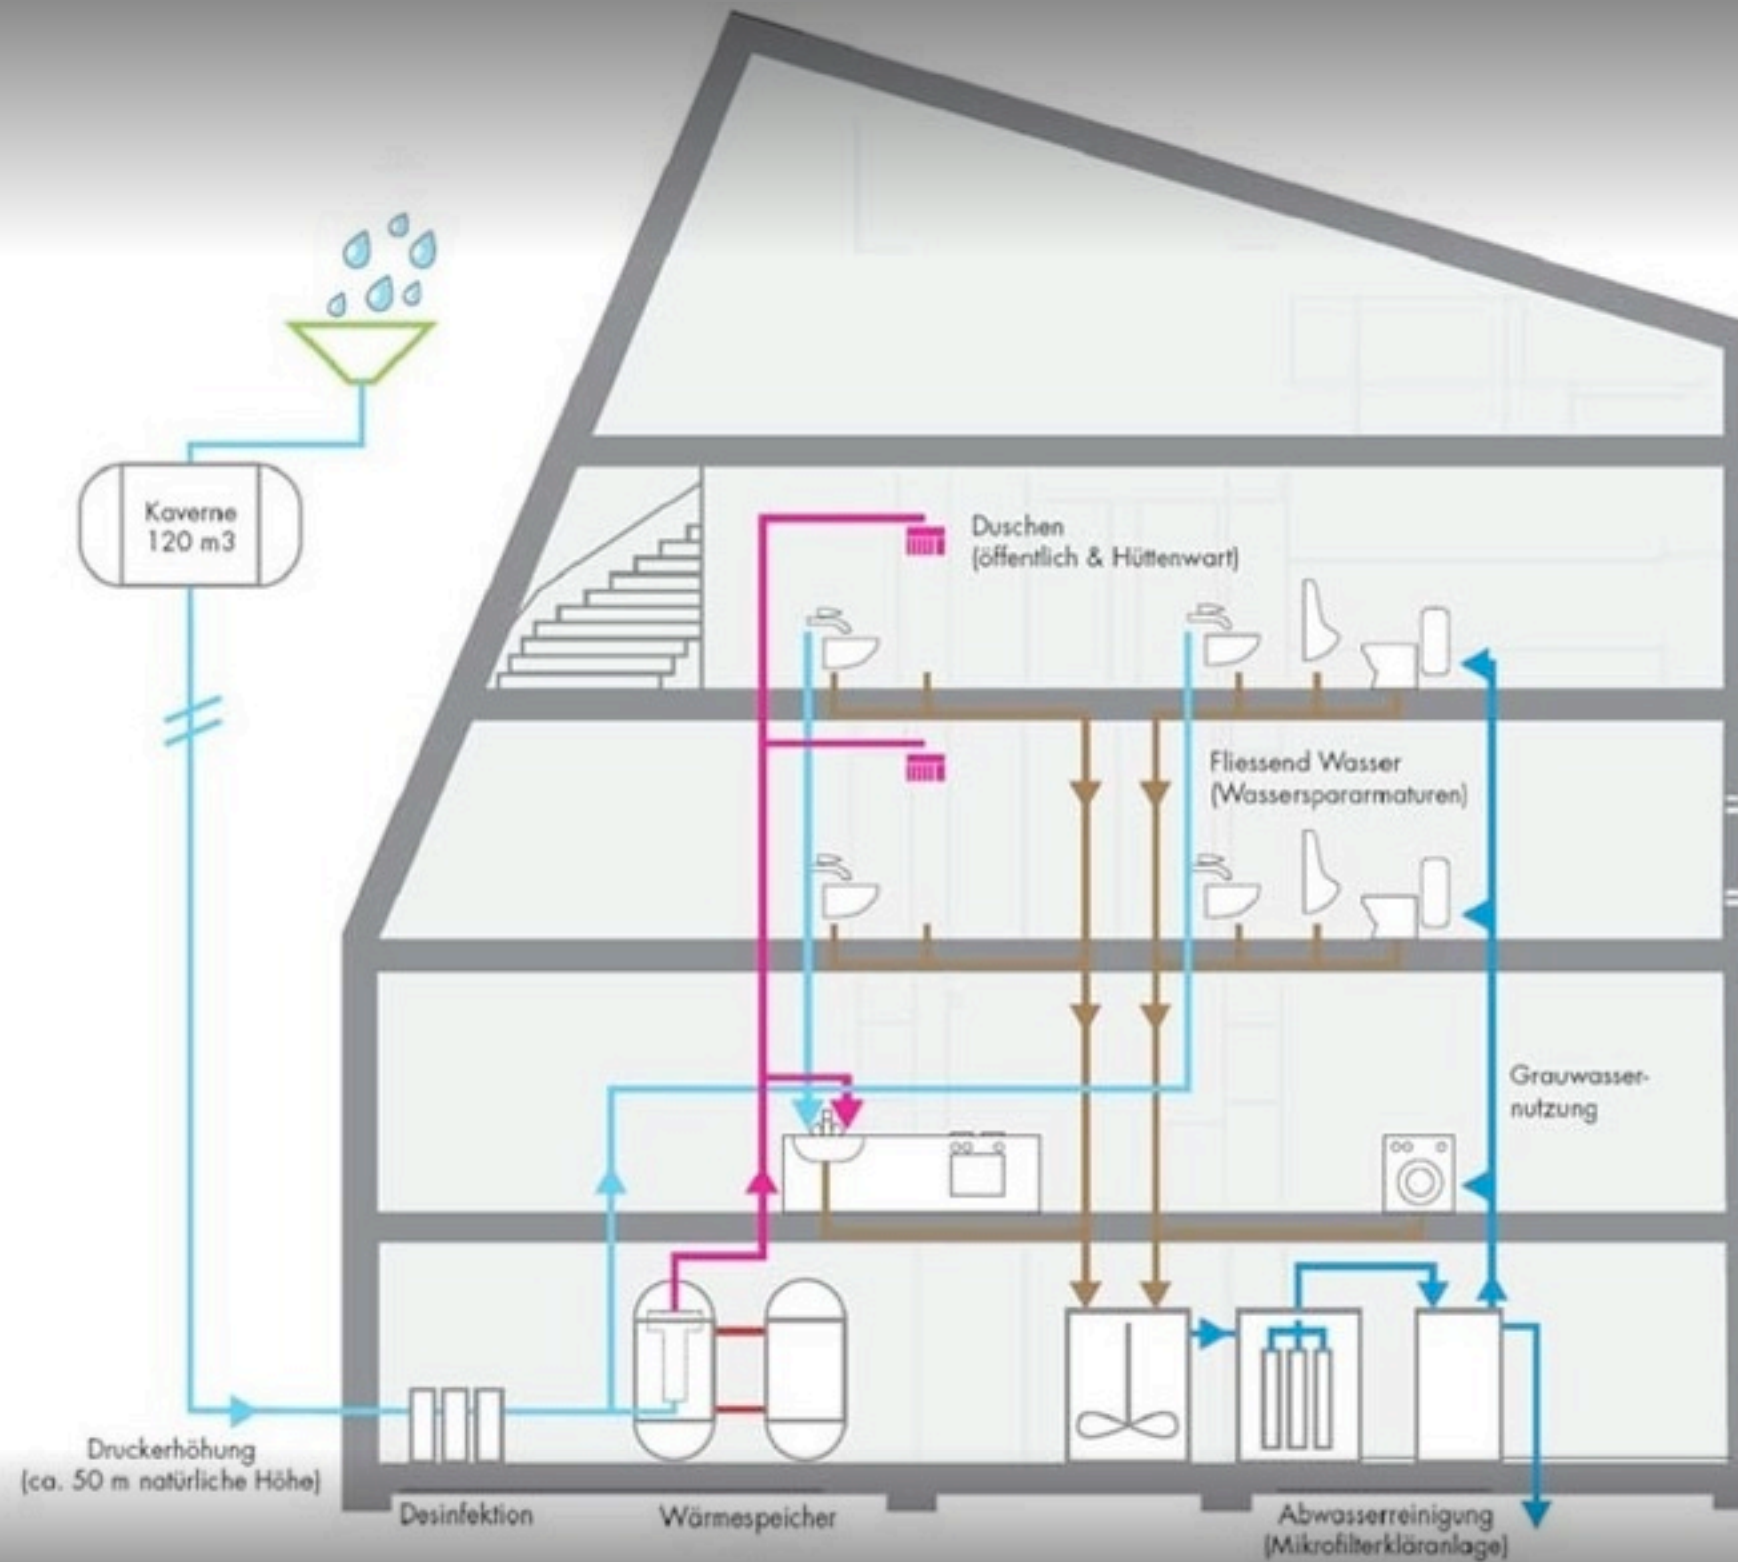 Kaverne
120 m3
Duschen
(öffentlich & Hüttenwart)
Fliessend Wasser
(Wasserspararmaturen)
Grauwasser-
nutzung
Druckerhöhung
(ca. 50 m natürliche Höhe)
Desinfektion
Wärmespeicher
Abwasserreinigung
(Mikrofilterkläranlage)